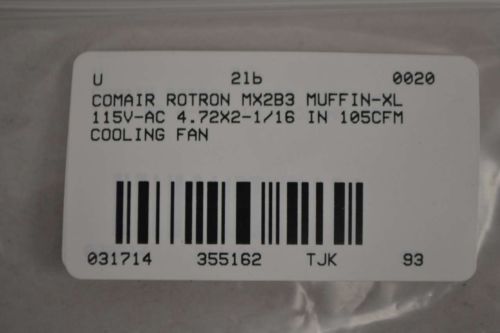 U 2lb 0020
COMAIR ROTRON MX2B3 MUFFIN-XL
115V-AC 4.72X2-1/16 IN 105CFM
COOLING FAN
031714 355162 TJK 93